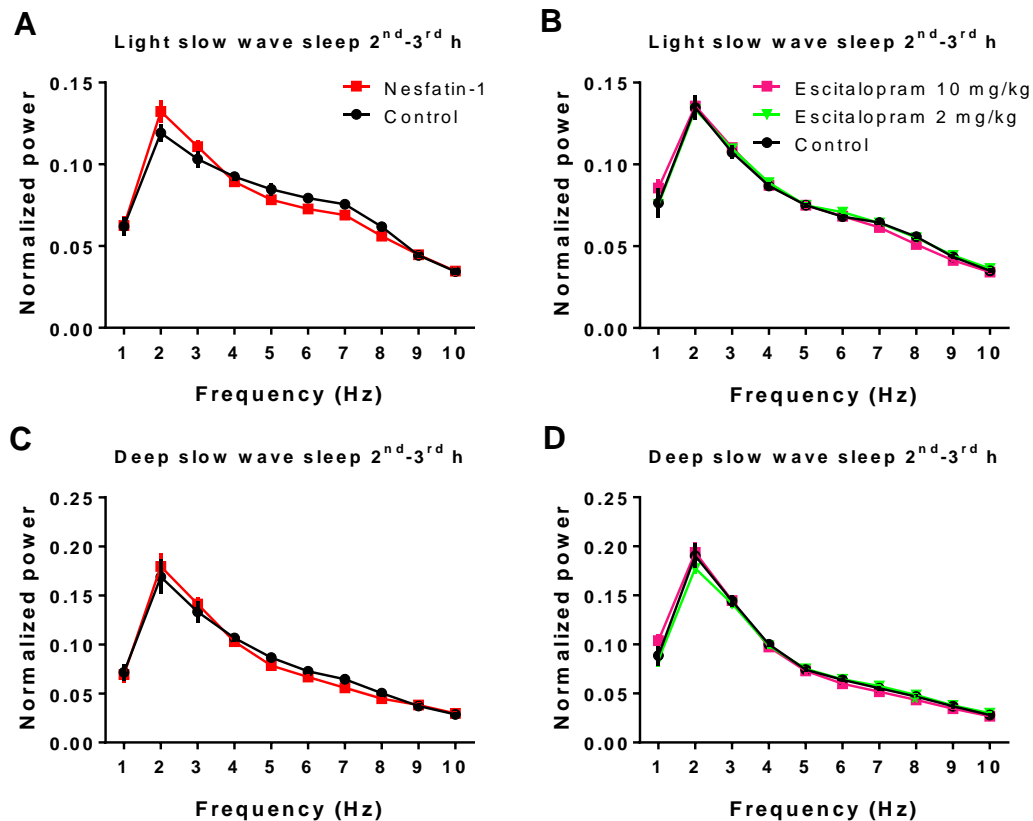 A
Light slow wave sleep 2nd-3rd h
Nesfatin-1
Control
Normalized power
0.15
0.10
0.05
0.00
1 2 3 4 5 6 7 8 9 10
Frequency (Hz)
B
Light slow wave sleep 2nd-3rd h
Escitalopram 10 mg/kg
Escitalopram 2 mg/kg
Control
Normalized power
0.15
0.10
0.05
0.00
1 2 3 4 5 6 7 8 9 10
Frequency (Hz)
C
Deep slow wave sleep 2nd-3rd h
Normalized power
0.25
0.20
0.15
0.10
0.05
0.00
1 2 3 4 5 6 7 8 9 10
Frequency (Hz)
D
Deep slow wave sleep 2nd-3rd h
Normalized power
0.25
0.20
0.15
0.10
0.05
0.00
1 2 3 4 5 6 7 8 9 10
Frequency (Hz)